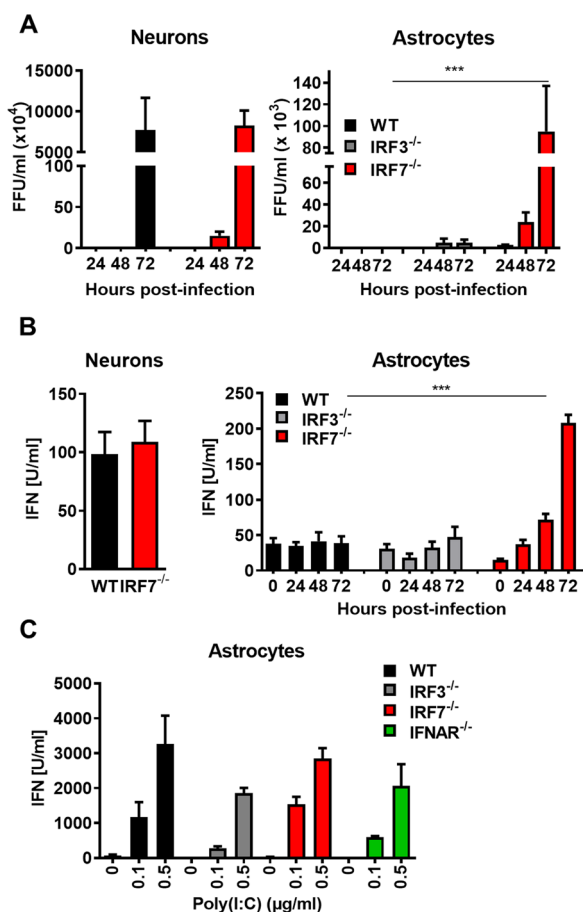 A
Neurons
Astrocytes
FFU/ml (x10⁴)
15000
10000
5000
100
50
0
24 48 72
24 48 72
Hours post-infection
FFU/ml (x 10³)
140
120
100
80
60
40
20
0
***
WT
IRF3-/-
IRF7-/-
244872
244872
244872
Hours post-infection
B
Neurons
Astrocytes
IFN [U/ml]
150
100
50
0
WT IRF7-/-
IFN [U/ml]
250
200
150
100
50
0
***
WT
IRF3-/-
IRF7-/-
0 24 48 72
0 24 48 72
0 24 48 72
Hours post-infection
C
Astrocytes
IFN [U/ml]
5000
4000
3000
2000
1000
0
WT
IRF3-/-
IRF7-/-
IFNAR-/-
0 0.1 0.5
0 0.1 0.5
0 0.1 0.5
0 0.1 0.5
Poly(I:C) (µg/ml)